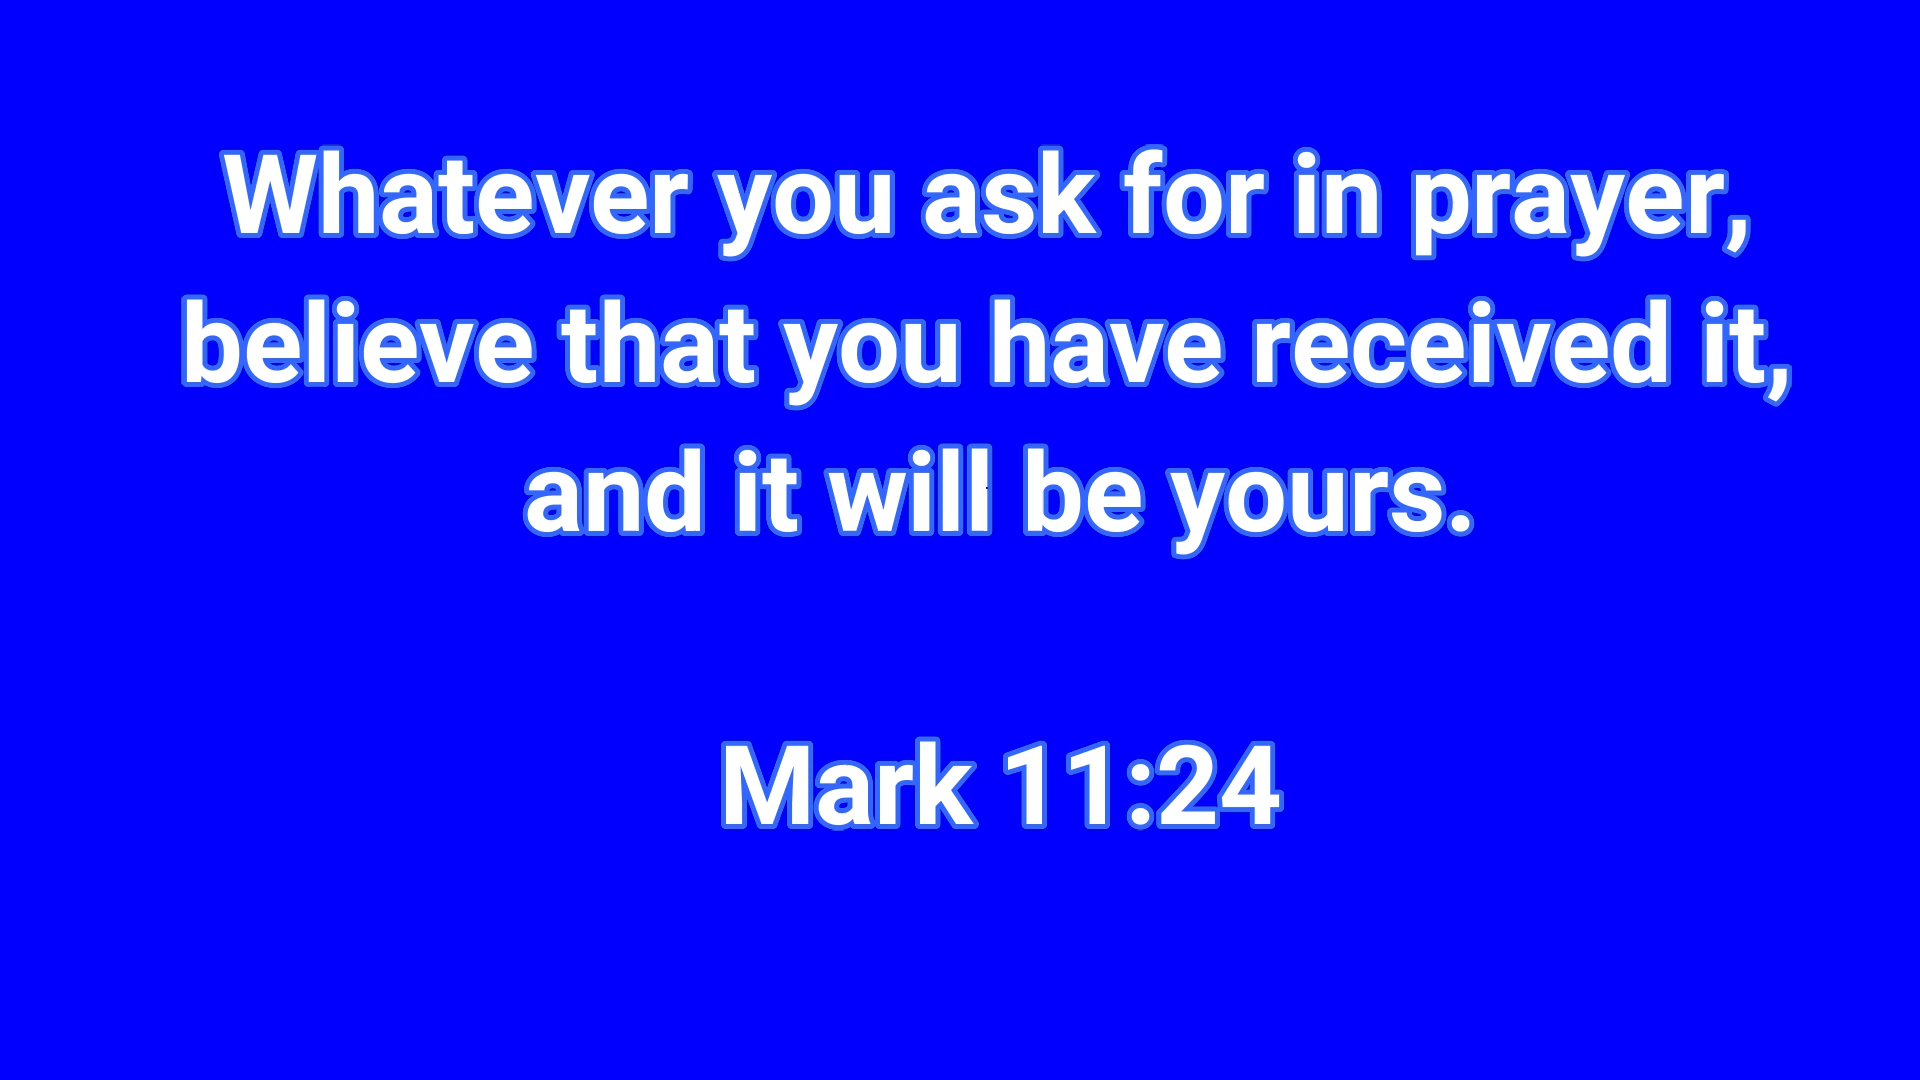 Whatever you ask for in prayer,
believe that you have received it,
and it will be yours.
Mark 11:24